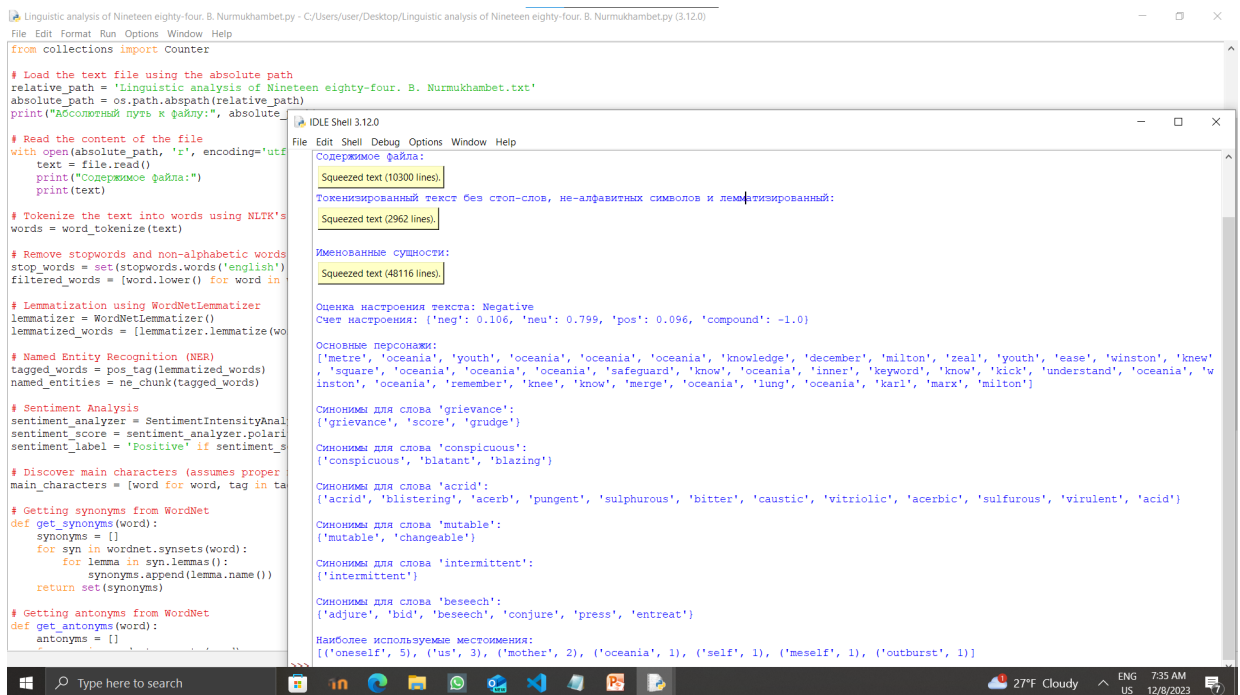 Linguistic analysis of Nineteen eighty-four. B. Nurmukhambet.py - C:/Users/user/Desktop/Linguistic analysis of Nineteen eighty-four. B. Nurmukhambet.py (3.12.0)
File Edit Format Run Options Window Help
from collections import Counter
# Load the text file using the absolute path
relative_path = 'Linguistic analysis of Nineteen eighty-four. B. Nurmukhambet.txt'
absolute_path = os.path.abspath(relative_path)
print("Абсолютный путь к файлу:", absolute_
# Read the content of the file
with open(absolute_path, 'r', encoding='utf
text = file.read()
print("Содержимое файла:")
print(text)
# Tokenize the text into words using NLTK's
words = word_tokenize(text)
# Remove stopwords and non-alphabetic words
stop_words = set(stopwords.words('english')
filtered_words = [word.lower() for word in
# Lemmatization using WordNetLemmatizer
lemmatizer = WordNetLemmatizer()
lemmatized_words = [lemmatizer.lemmatize(wo
# Named Entity Recognition (NER)
tagged_words = pos_tag(lemmatized_words)
named_entities = ne_chunk(tagged_words)
# Sentiment Analysis
sentiment_analyzer = SentimentIntensityAnal
sentiment_score = sentiment_analyzer.polari
sentiment_label = 'Positive' if sentiment_s
# Discover main characters (assumes proper
main_characters = [word for word, tag in ta
# Getting synonyms from WordNet
def get_synonyms(word):
synonyms = []
for syn in wordnet.synsets(word):
for lemma in syn.lemmas():
synonyms.append(lemma.name())
return set(synonyms)
# Getting antonyms from WordNet
def get_antonyms(word):
antonyms = []
IDLE Shell 3.12.0
File Edit Shell Debug Options Window Help
Содержимое файла:
Squeezed text (10300 lines).
Токенизированный текст без стоп-слов, не-алфавитных символов и лемматизированный:
Squeezed text (2962 lines).
Именованные сущности:
Squeezed text (48116 lines).
Оценка настроения текста: Negative
Счет настроения: {'neg': 0.106, 'neu': 0.799, 'pos': 0.096, 'compound': -1.0}
Основные персонажи:
['metre', 'oceania', 'youth', 'oceania', 'oceania', 'oceania', 'knowledge', 'december', 'milton', 'zeal', 'youth', 'ease', 'winston', 'knew'
, 'square', 'oceania', 'oceania', 'oceania', 'safeguard', 'know', 'oceania', 'inner', 'keyword', 'know', 'kick', 'understand', 'oceania', 'w
inston', 'oceania', 'remember', 'knee', 'know', 'merge', 'oceania', 'lung', 'oceania', 'karl', 'marx', 'milton']
Синонимы для слова 'grievance':
{'grievance', 'score', 'grudge'}
Синонимы для слова 'conspicuous':
{'conspicuous', 'blatant', 'blazing'}
Синонимы для слова 'acrid':
{'acrid', 'blistering', 'acerb', 'pungent', 'sulphurous', 'bitter', 'caustic', 'vitriolic', 'acerbic', 'sulfurous', 'virulent', 'acid'}
Синонимы для слова 'mutable':
{'mutable', 'changeable'}
Синонимы для слова 'intermittent':
{'intermittent'}
Синонимы для слова 'beseech':
{'adjure', 'bid', 'beseech', 'conjure', 'press', 'entreat'}
Наиболее используемые местоимения:
[('oneself', 5), ('us', 3), ('mother', 2), ('oceania', 1), ('self', 1), ('meself', 1), ('outburst', 1)]
>>>
Type here to search
27°F Cloudy
ENG
US
7:35 AM
12/8/2023